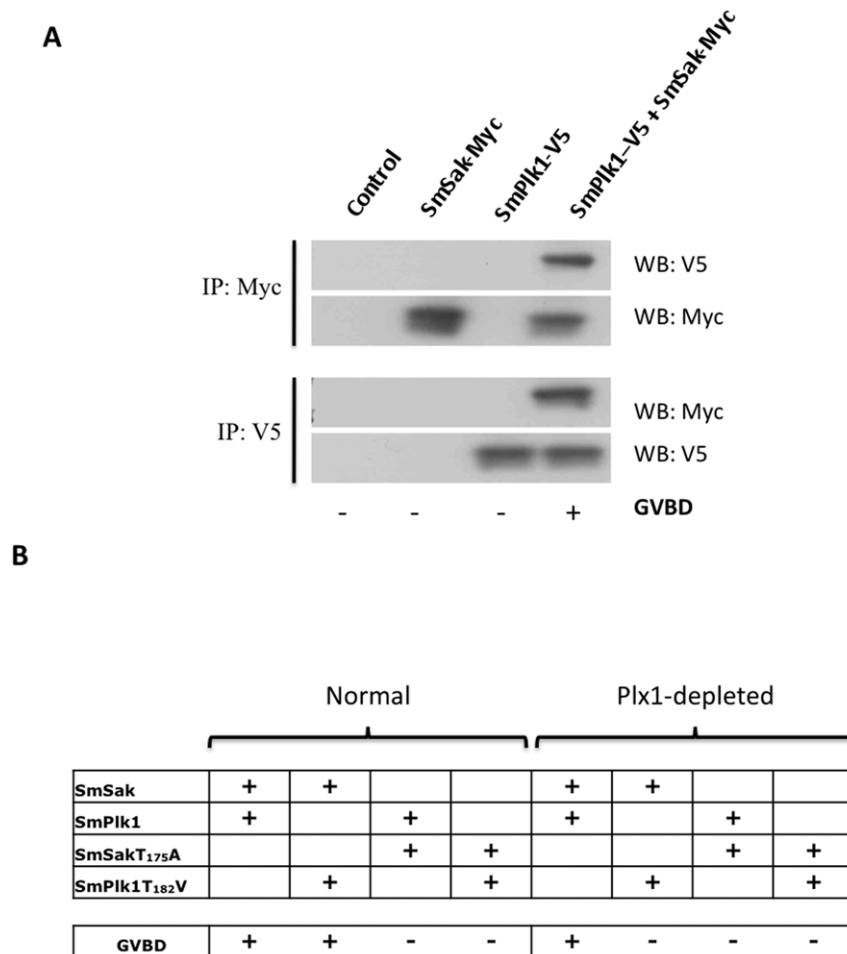 A
Control
SmSak-Myc
SmPlk1-V5
SmPlk1–V5 + SmSak-Myc
IP: Myc
WB: V5
WB: Myc
IP: V5
WB: Myc
WB: V5
- - - + GVBD
B
Normal Plx1-depleted
SmSak + + + +
SmPlk1 + + + +
SmSakT175A + + + +
SmPlk1T182V + + + +
GVBD + + - - + - - -